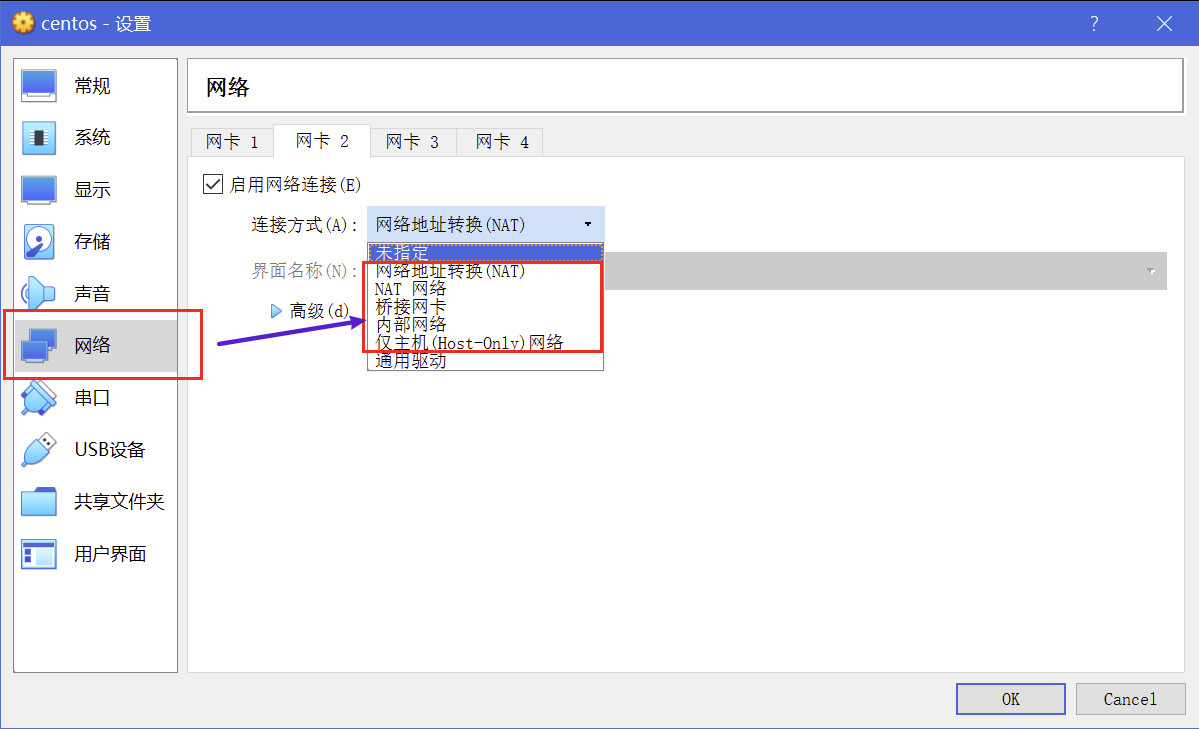 centos - 设置
?
常规
系统
显示
存储
声音
网络
串口
USB设备
共享文件夹
用户界面
网络
网卡 1
网卡 2
网卡 3
网卡 4
启用网络连接(E)
连接方式(A):
网络地址转换(NAT)
界面名称(N):
高级(d)
未指定
网络地址转换(NAT)
NAT 网络
桥接网卡
内部网络
仅主机(Host-Only)网络
通用驱动
OK
Cancel